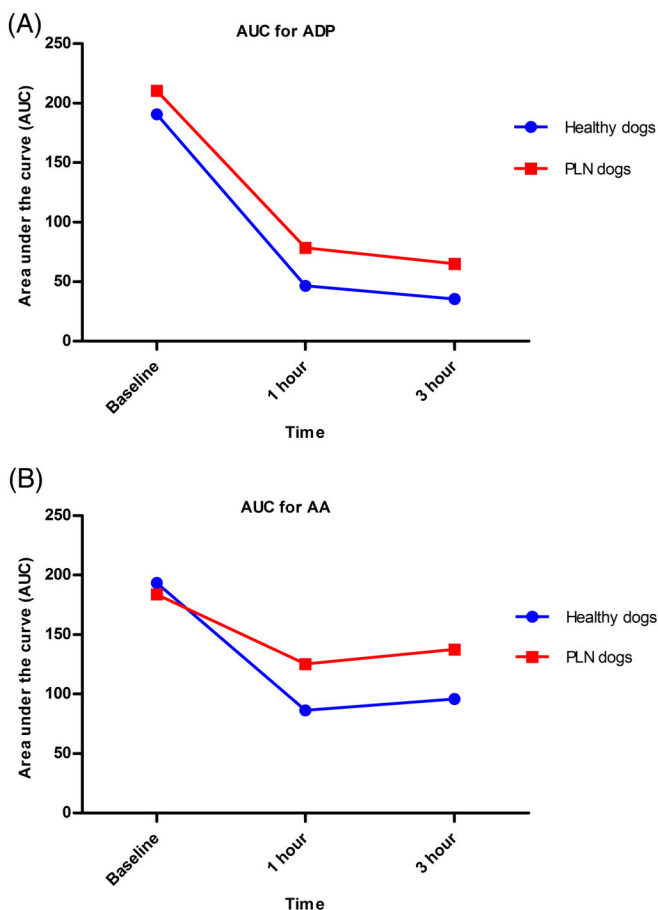 (A)
AUC for ADP
250
200
150
100
50
0
Area under the curve (AUC)
Baseline
1 hour
3 hour
Time
Healthy dogs
PLN dogs
(B)
AUC for AA
250
200
150
100
50
0
Area under the curve (AUC)
Baseline
1 hour
3 hour
Time
Healthy dogs
PLN dogs